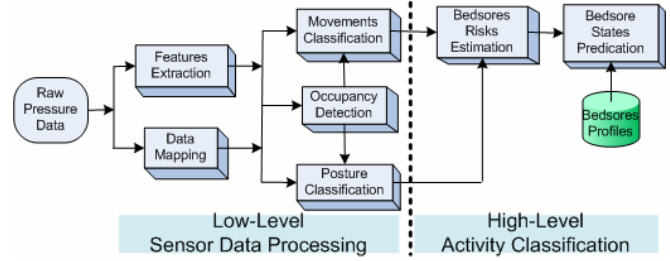 Raw
Pressure
Data
Features
Extraction
Data
Mapping
Movements
Classification
Occupancy
Detection
Posture
Classification
Bedsores
Risks
Estimation
Bedsore
States
Predication
Bedsores
Profiles
Low-Level
Sensor Data Processing
High-Level
Activity Classification